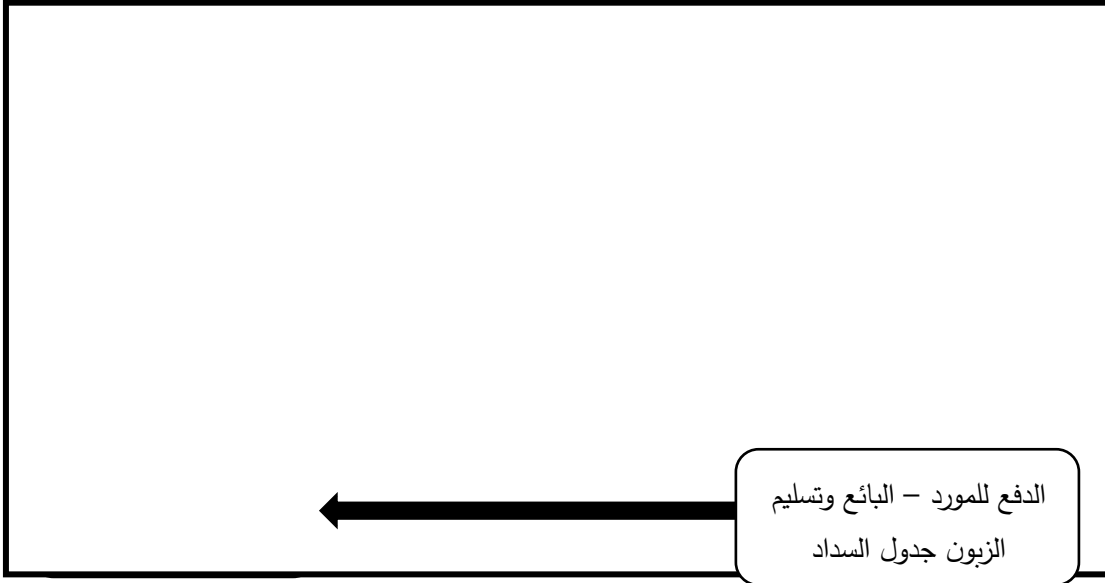 الدفع للمورد – البائع وتسليم
الزبون جدول السداد